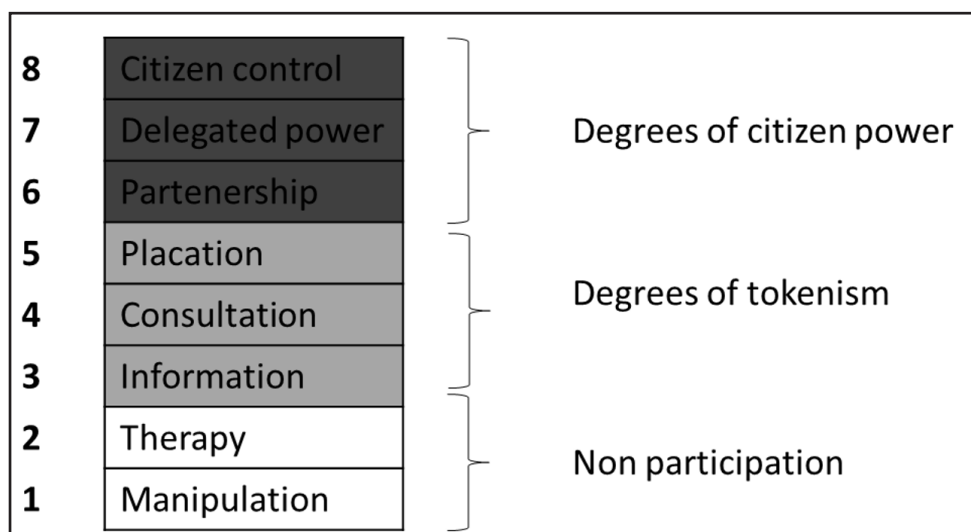 8 Citizen control
7 Delegated power
Degrees of citizen power
6 Partenership
5 Placation
Degrees of tokenism
4 Consultation
3 Information
2 Therapy
Non participation
1 Manipulation